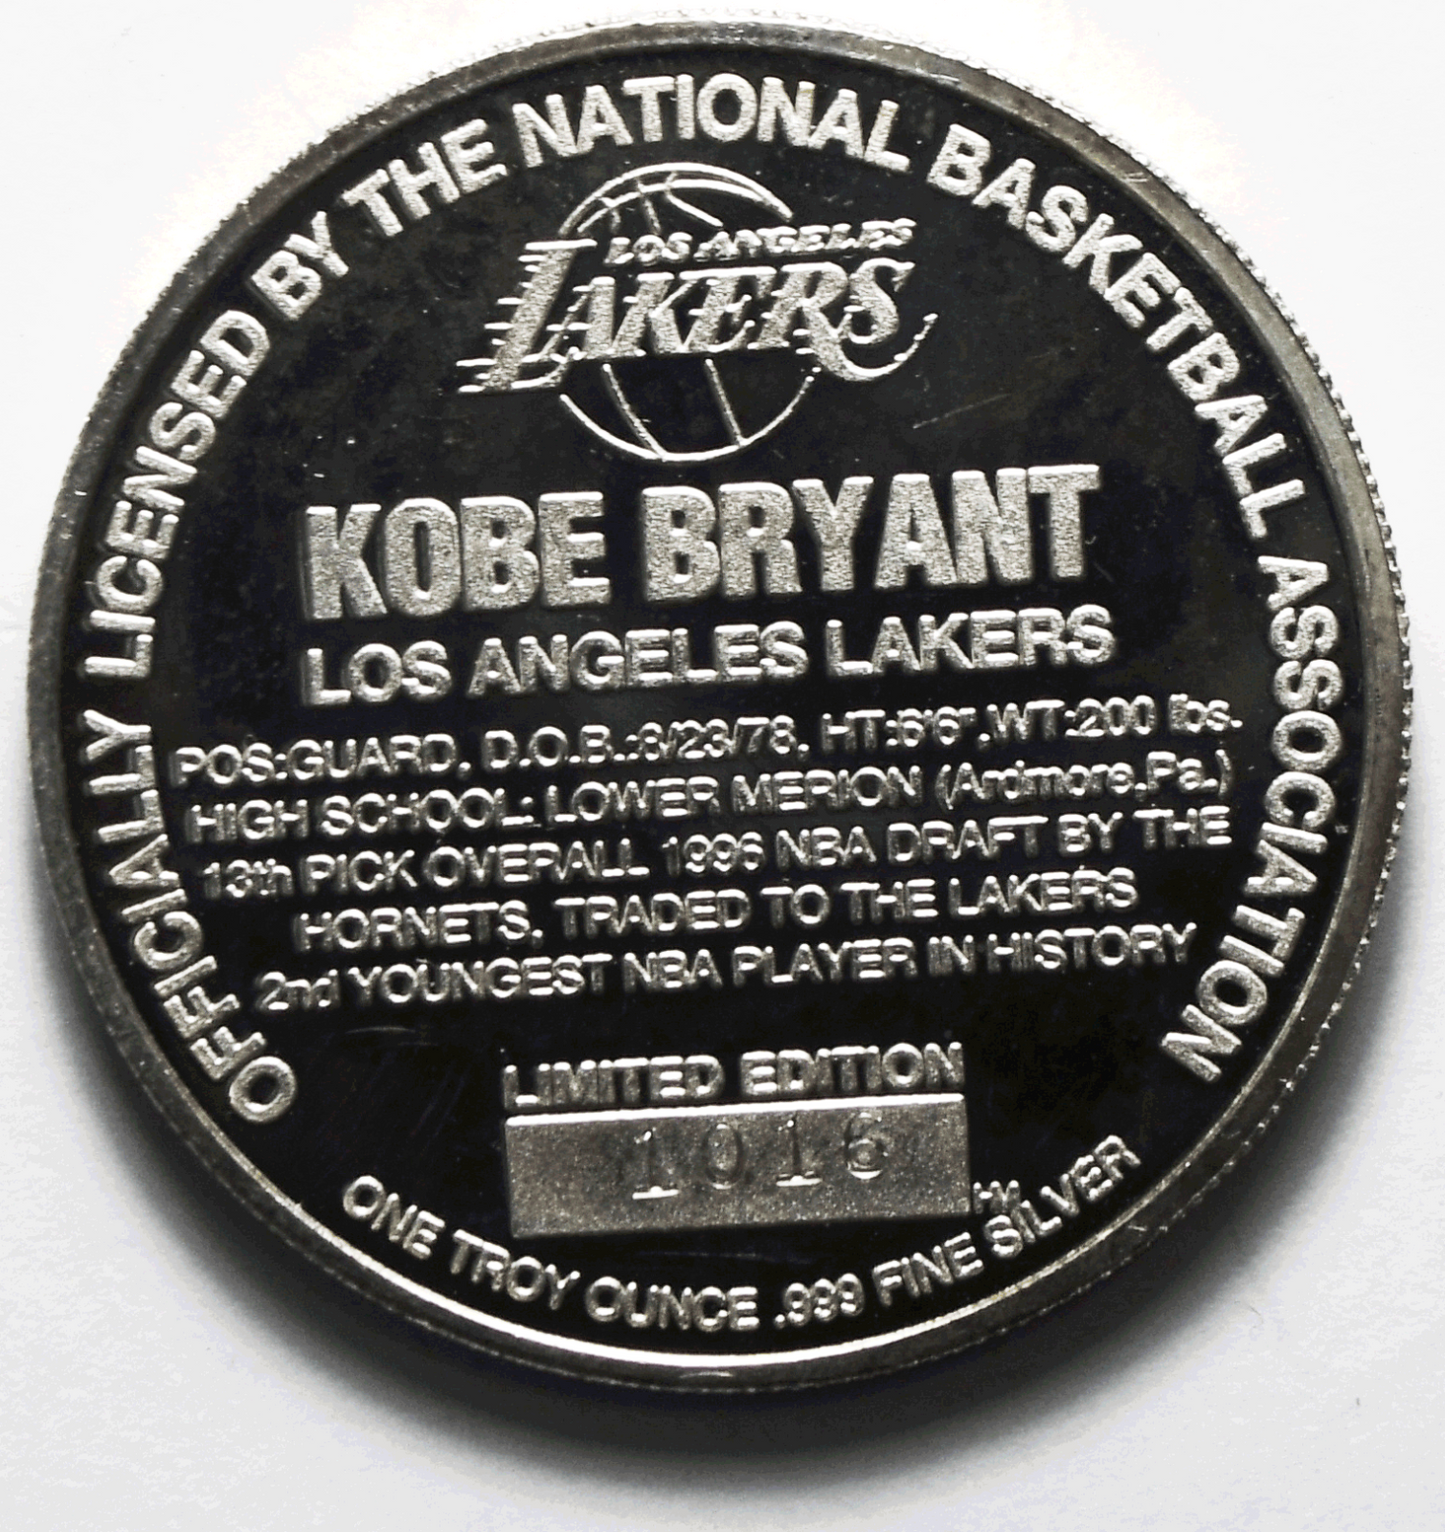 OFFICIALLY LICENSED BY THE NATIONAL BASKETBALL ASSOCIATION
LOS ANGELES
LAKERS
KOBE BRYANT
LOS ANGELES LAKERS
POS:GUARD, D.O.B.:8/23/78, HT:6'6",WT:200 lbs.
HIGH SCHOOL: LOWER MERION (Ardmore,Pa.)
13th PICK OVERALL 1996 NBA DRAFT BY THE
HORNETS, TRADED TO THE LAKERS
2nd YOUNGEST NBA PLAYER IN HISTORY
LIMITED EDITION
1016
HM
ONE TROY OUNCE .999 FINE SILVER